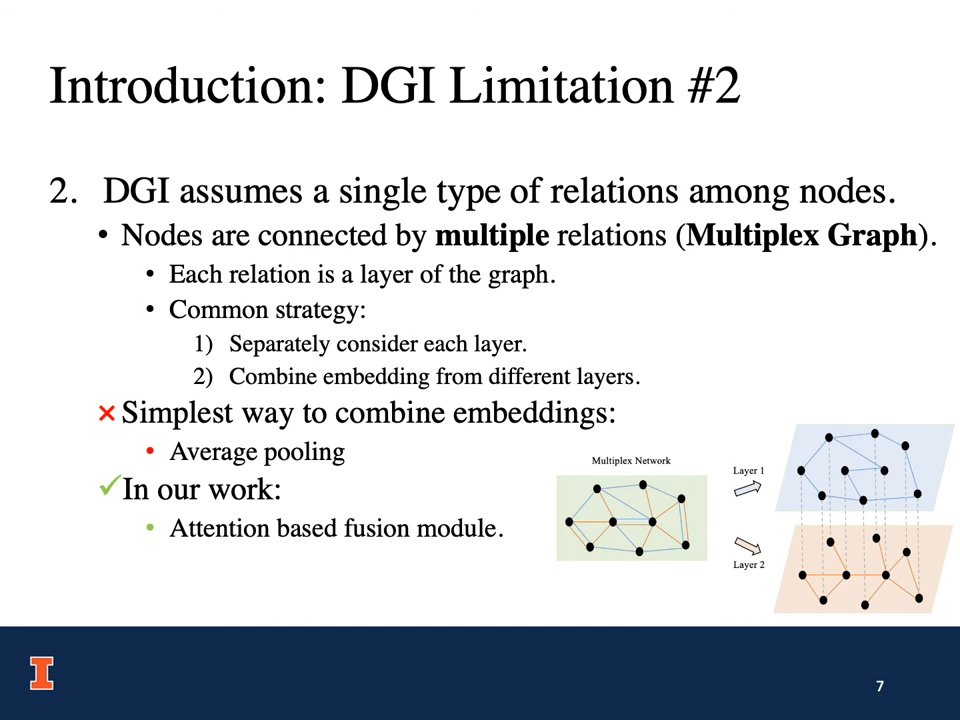 Introduction: DGI Limitation #2
2. DGI assumes a single type of relations among nodes.
• Nodes are connected by multiple relations (Multiplex Graph).
• Each relation is a layer of the graph.
• Common strategy:
1) Separately consider each layer.
2) Combine embedding from different layers.
× Simplest way to combine embeddings:
• Average pooling
✓ In our work:
• Attention based fusion module.
Multiplex Network
Layer 1
Layer 2
I
7